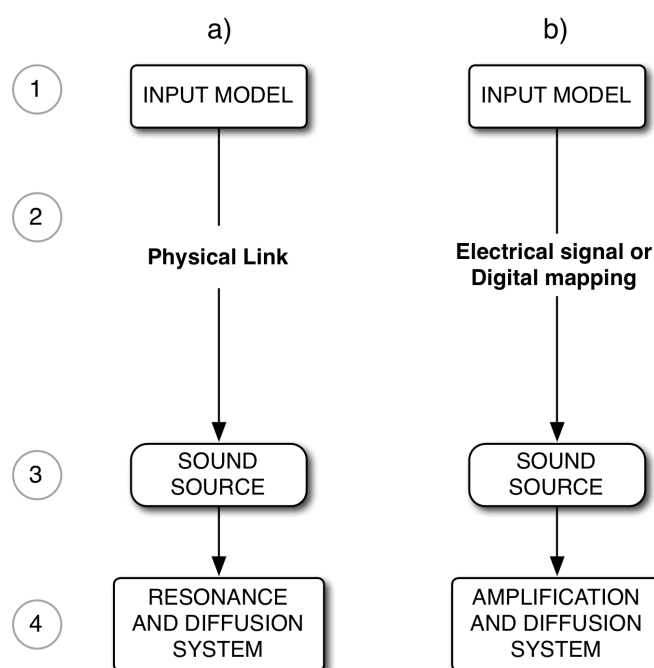 a)
b)
1
INPUT MODEL
INPUT MODEL
2
Physical Link
Electrical signal or
Digital mapping
3
SOUND
SOURCE
SOUND
SOURCE
4
RESONANCE
AND DIFFUSION
SYSTEM
AMPLIFICATION
AND DIFFUSION
SYSTEM